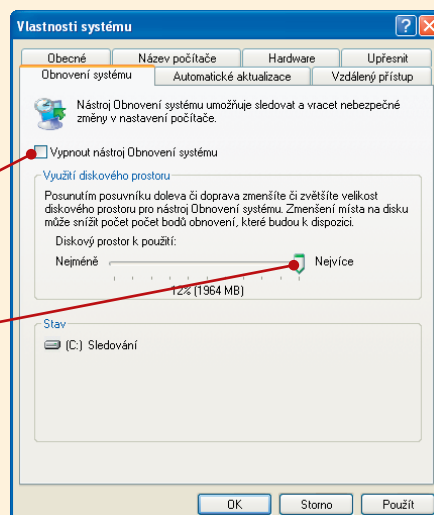 Vlastnosti systému
Obecné Název počítače Hardware Upřesnit
Obnovení systému Automatické aktualizace Vzdálený přístup
Nástroj Obnovení systému umožňuje sledovat a vracet nebezpečné
změny v nastavení počítače.
Vypnout nástroj Obnovení systému
Využití diskového prostoru
Posunutím posuvníku doleva či doprava zmenšíte či zvětšíte velikost
diskového prostoru pro nástroj Obnovení systému. Zmenšení místa na disku
může snížit počet počet bodů obnovení, které budou k dispozici.
Diskový prostor k použití:
Nejméně Nejvíce
12% (1964 MB)
Stav
(C:) Sledování
OK Storno Použít